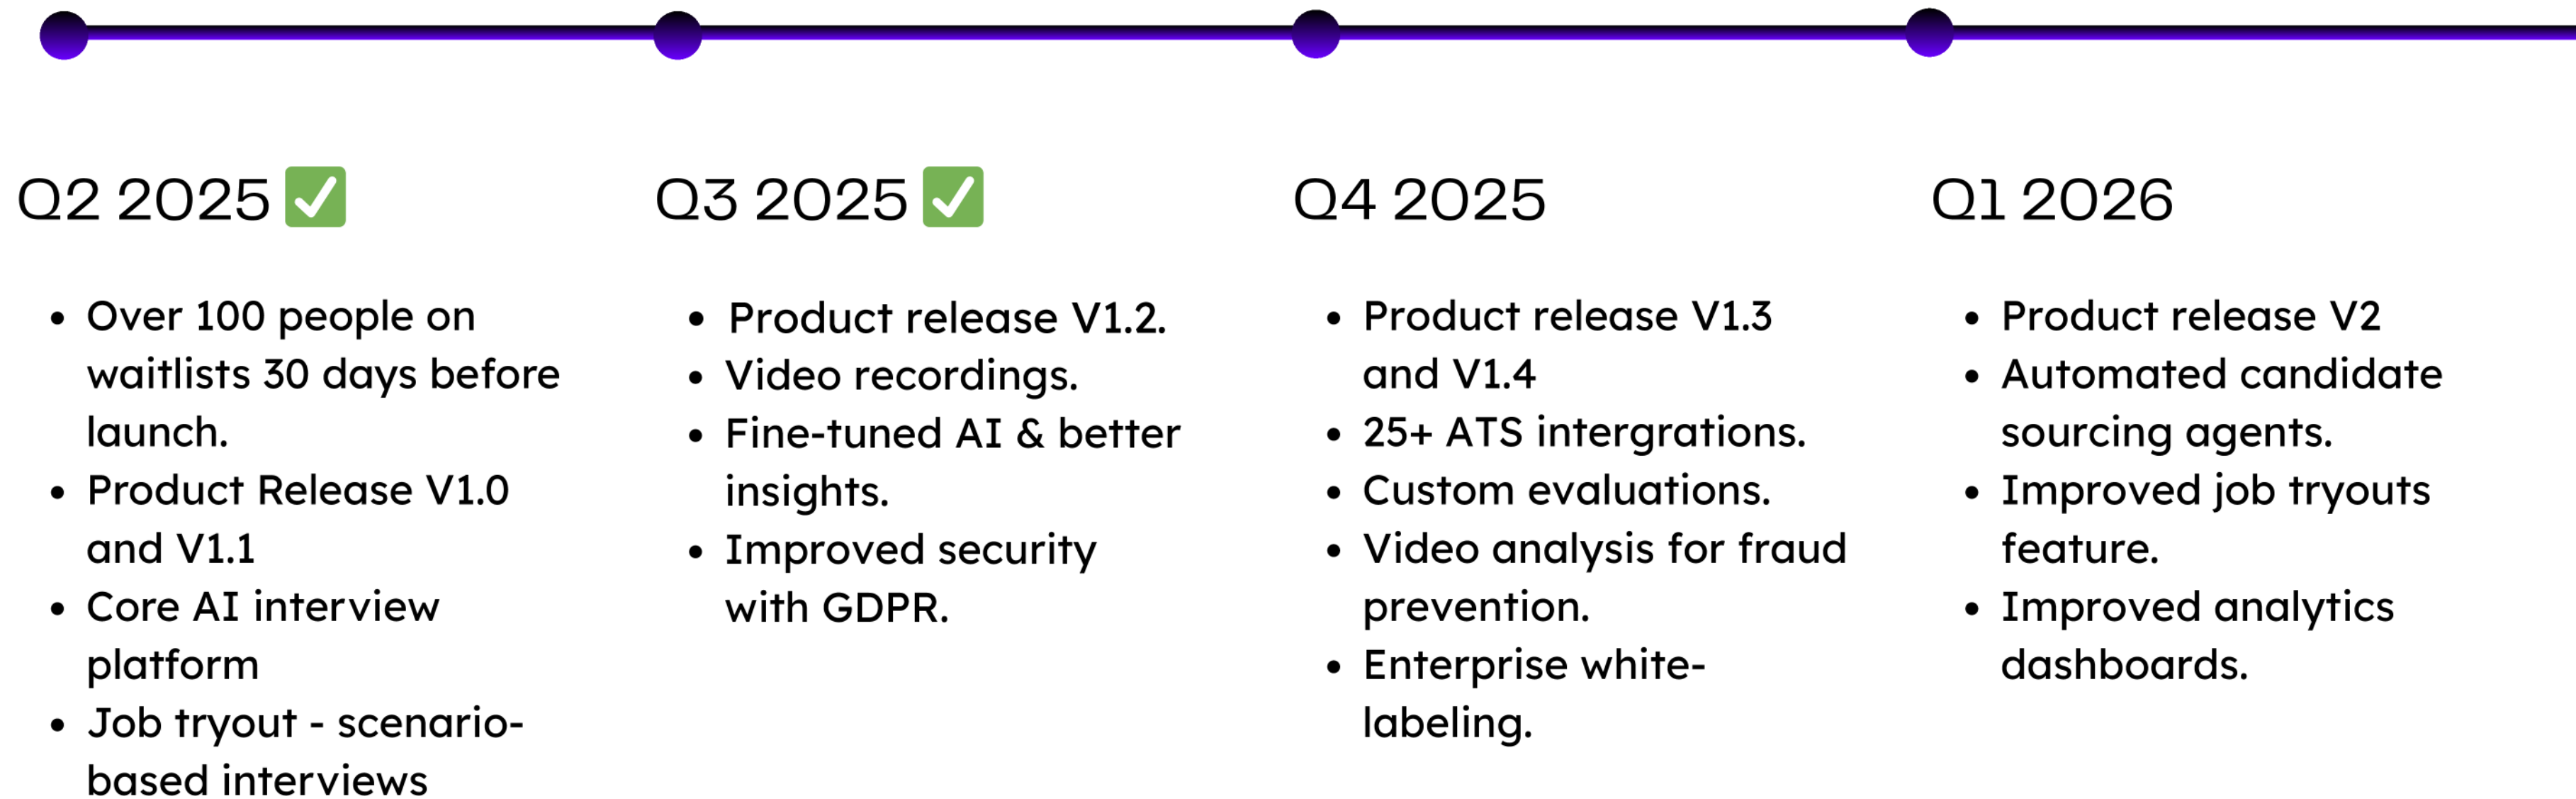 Q2 2025 ✅
• Over 100 people on
waitlists 30 days before
launch.
• Product Release V1.0
and V1.1
• Core AI interview
platform
• Job tryout - scenario-
based interviews
Q3 2025 ✅
• Product release V1.2.
• Video recordings.
• Fine-tuned AI & better
insights.
• Improved security
with GDPR.
Q4 2025
• Product release V1.3
and V1.4
• 25+ ATS intergrations.
• Custom evaluations.
• Video analysis for fraud
prevention.
• Enterprise white-
labeling.
Q1 2026
• Product release V2
• Automated candidate
sourcing agents.
• Improved job tryouts
feature.
• Improved analytics
dashboards.